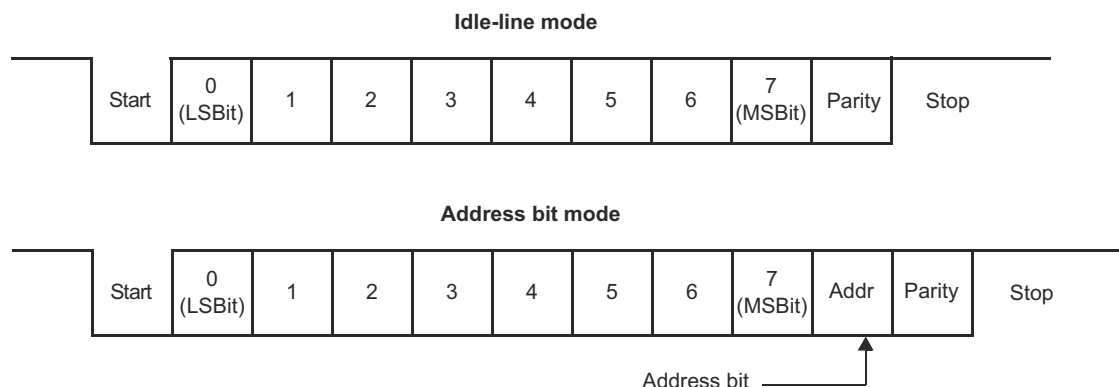 Idle-line mode
Start 0 (LSBit) 1 2 3 4 5 6 7 (MSBit) Parity Stop
Address bit mode
Start 0 (LSBit) 1 2 3 4 5 6 7 (MSBit) Addr Parity Stop
Address bit